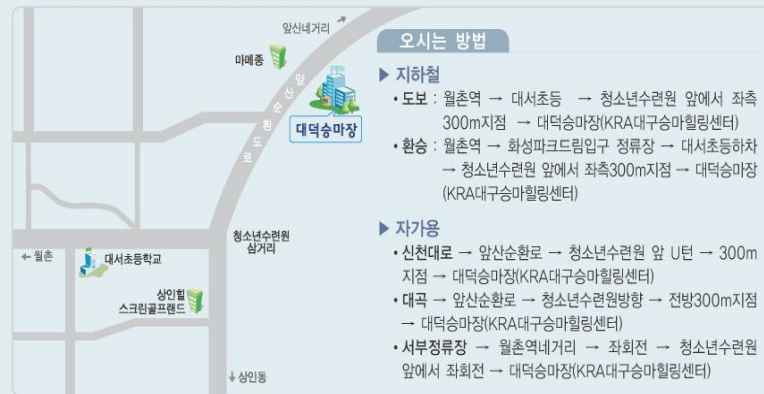 앞산네거리
마메종
앞산순환도로
대덕승마장
청소년수련원
삼거리
← 월촌
대서초등학교
상인힐
스크린골프랜드
↓ 상인동
오시는 방법
▶ 지하철
• 도보 : 월촌역 → 대서초등 → 청소년수련원 앞에서 좌측
300m지점 → 대덕승마장(KRA대구승마힐링센터)
• 환승 : 월촌역 → 화성파크드림입구 정류장 → 대서초등하차
→ 청소년수련원 앞에서 좌측300m지점 → 대덕승마장
(KRA대구승마힐링센터)
▶ 자가용
• 신천대로 → 앞산순환로 → 청소년수련원 앞 U턴 → 300m
지점 → 대덕승마장(KRA대구승마힐링센터)
• 대곡 → 앞산순환로 → 청소년수련원방향 → 전방300m지점
→ 대덕승마장(KRA대구승마힐링센터)
• 서부정류장 → 월촌역네거리 → 좌회전 → 청소년수련원
앞에서 좌회전 → 대덕승마장(KRA대구승마힐링센터)